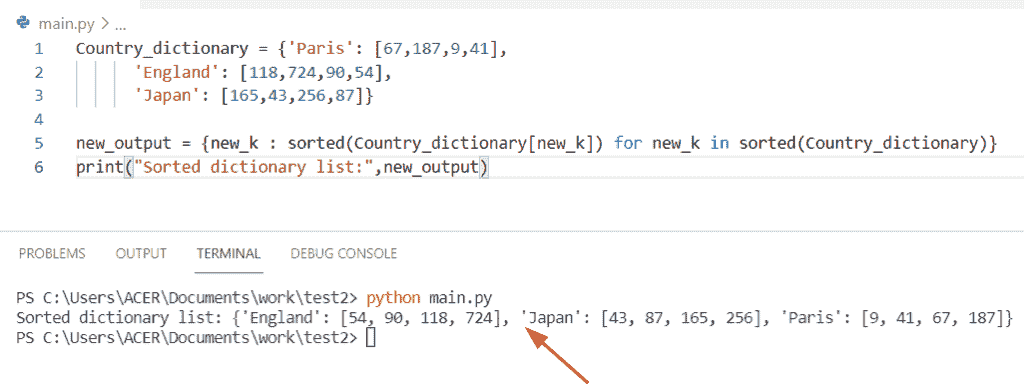 main.py > ...
1 Country_dictionary = {'Paris': [67,187,9,41],
2 'England': [118,724,90,54],
3 'Japan': [165,43,256,87]}
4
5 new_output = {new_k : sorted(Country_dictionary[new_k]) for new_k in sorted(Country_dictionary)}
6 print("Sorted dictionary list:",new_output)
PROBLEMS OUTPUT TERMINAL DEBUG CONSOLE
PS C:\Users\ACER\Documents\work\test2> python main.py
Sorted dictionary list: {'England': [54, 90, 118, 724], 'Japan': [43, 87, 165, 256], 'Paris': [9, 41, 67, 187]}
PS C:\Users\ACER\Documents\work\test2>